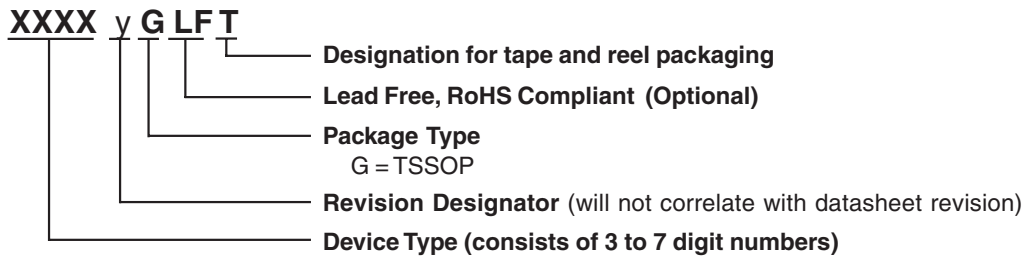 XXXX y G LF T
Designation for tape and reel packaging
Lead Free, RoHS Compliant (Optional)
Package Type
G = TSSOP
Revision Designator (will not correlate with datasheet revision)
Device Type (consists of 3 to 7 digit numbers)